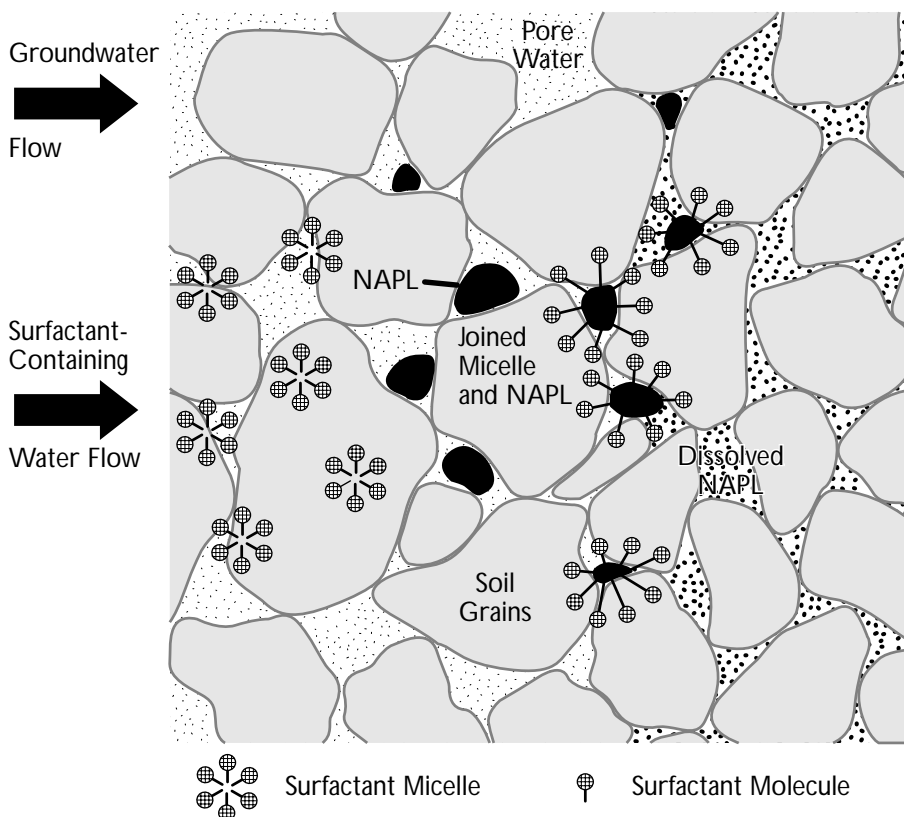 Groundwater
Flow
Surfactant-
Containing
Water Flow
Pore
Water
NAPL
Joined
Micelle
and NAPL
Dissolved
NAPL
Soil
Grains
Surfactant Micelle
Surfactant Molecule